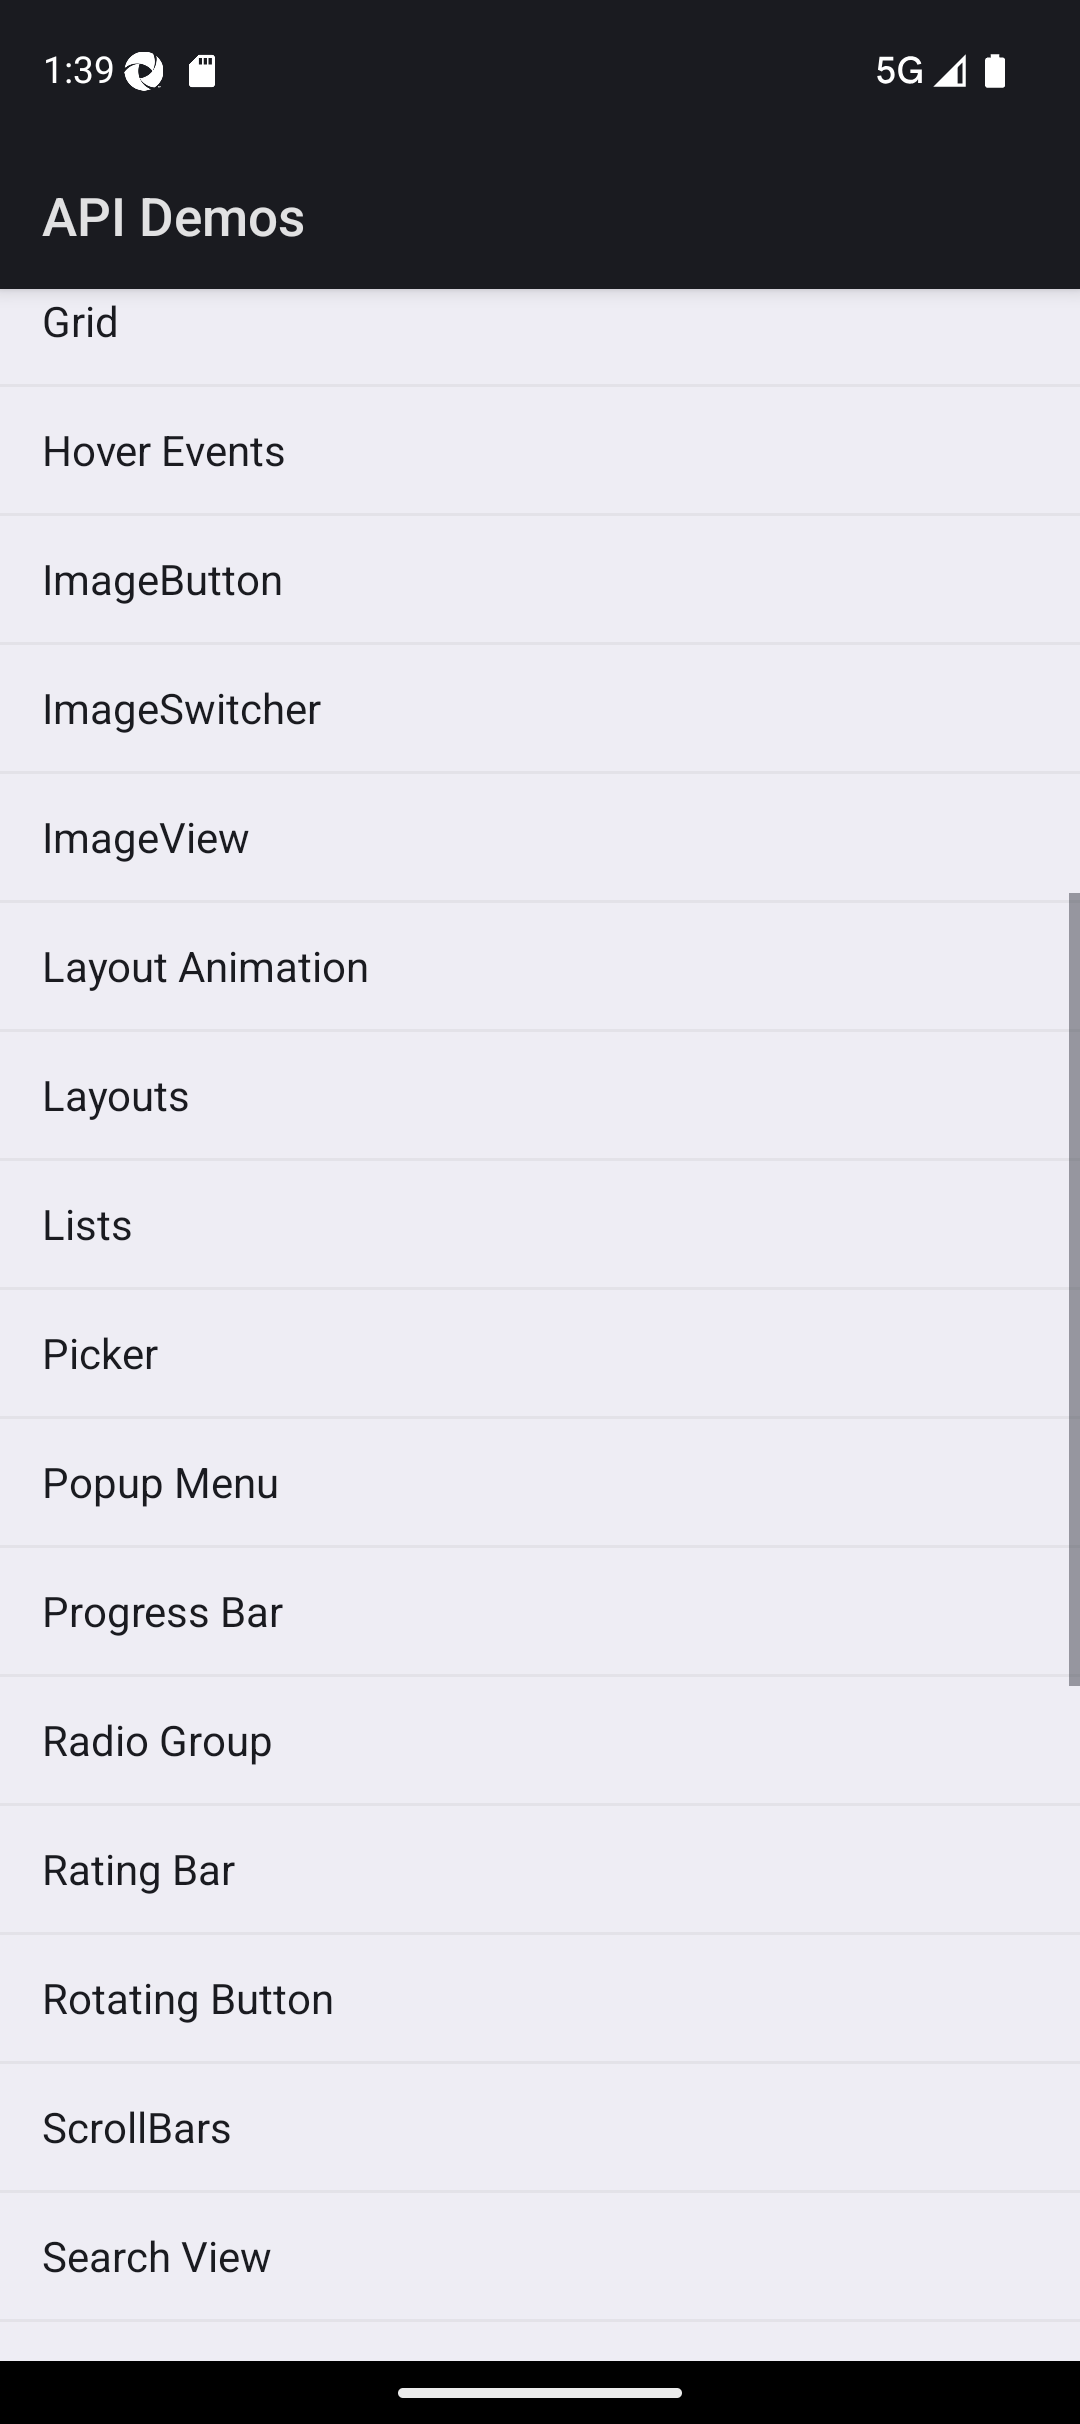 1:39 5G
API Demos
Grid
Hover Events
ImageButton
ImageSwitcher
ImageView
Layout Animation
Layouts
Lists
Picker
Popup Menu
Progress Bar
Radio Group
Rating Bar
Rotating Button
ScrollBars
Search View